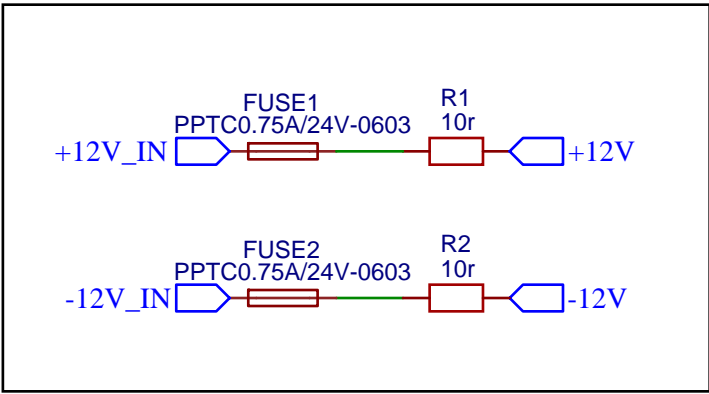 FUSE1
PPTC0.75A/24V-0603
R1
10r
+12V_IN
+12V
FUSE2
PPTC0.75A/24V-0603
R2
10r
-12V_IN
-12V